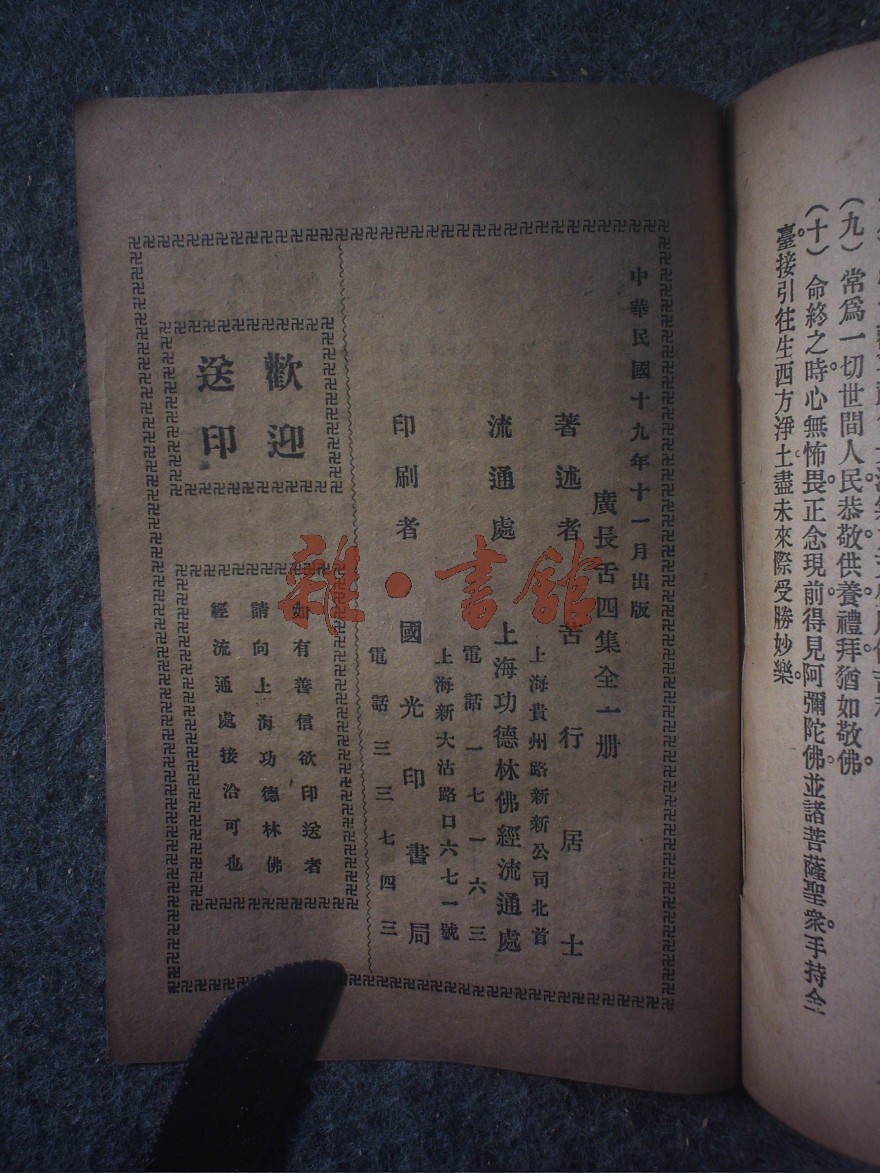 (九)常爲一切世間人民恭敬供養。禮拜。猶如敬佛。
(十)命終之時。心無怖畏。正念現前。得見阿彌陀佛。並諸菩薩聖衆。手持金
臺。接引往生西方淨土。盡未來際。受勝妙樂。
中華民國十九年十一月出版
廣長舌四集全一册
著述者 苦行居士
上海貴州路新新公司北首
流通處 上海功德林佛經流通處
電話一七一六三
上海新大沽路口六七一號
印刷者 國光印書局
電話三三七四三
歡迎
送印
如有善信欲印送者
請向上海功德林佛
經流通處接洽可也
雜·書館